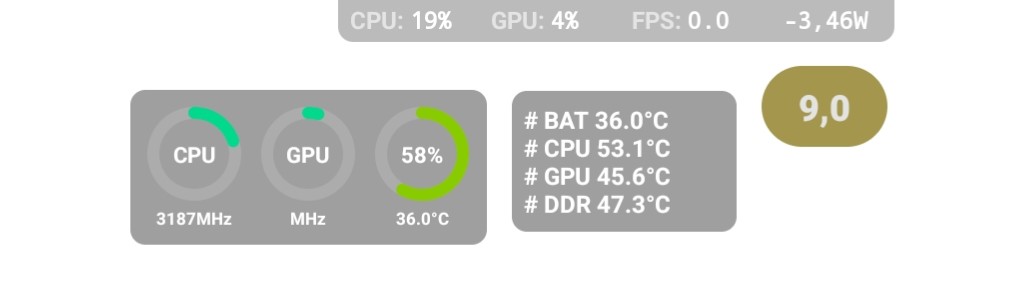 CPU: 19% GPU: 4% FPS: 0.0 -3,46W
9,0
CPU GPU 58%
3187MHz MHz 36.0°C
# BAT 36.0°C
# CPU 53.1°C
# GPU 45.6°C
# DDR 47.3°C